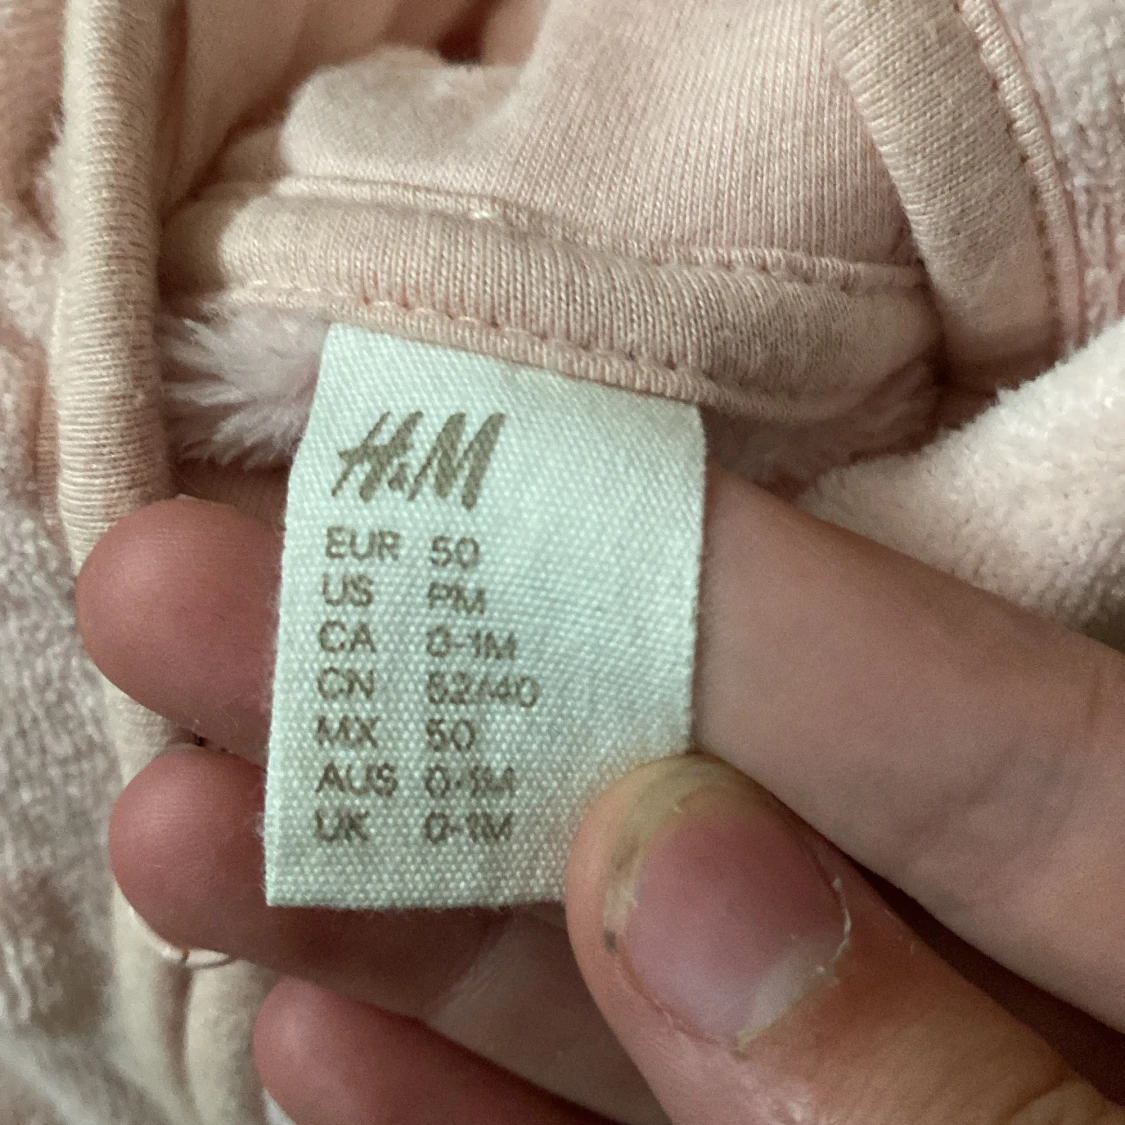 H&M
EUR 50
US PM
CA 0-1M
CN 52/40
MX 50
AUS 0-1M
UK 0-1M